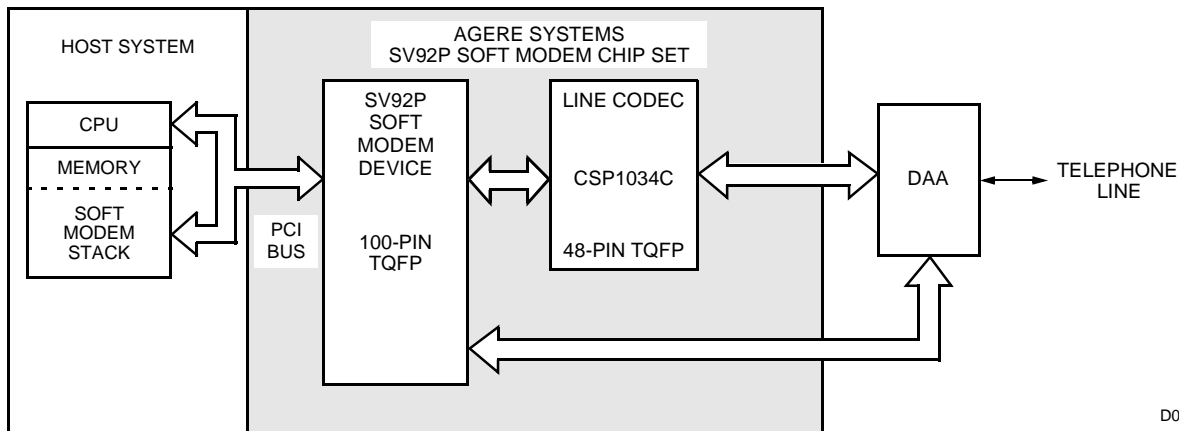 HOST SYSTEM
AGERE SYSTEMS
SV92P SOFT MODEM CHIP SET
CPU
MEMORY
SOFT
MODEM
STACK
PCI
BUS
SV92P
SOFT
MODEM
DEVICE
100-PIN
TQFP
LINE CODEC
CSP1034C
48-PIN TQFP
DAA
TELEPHONE
LINE
D0